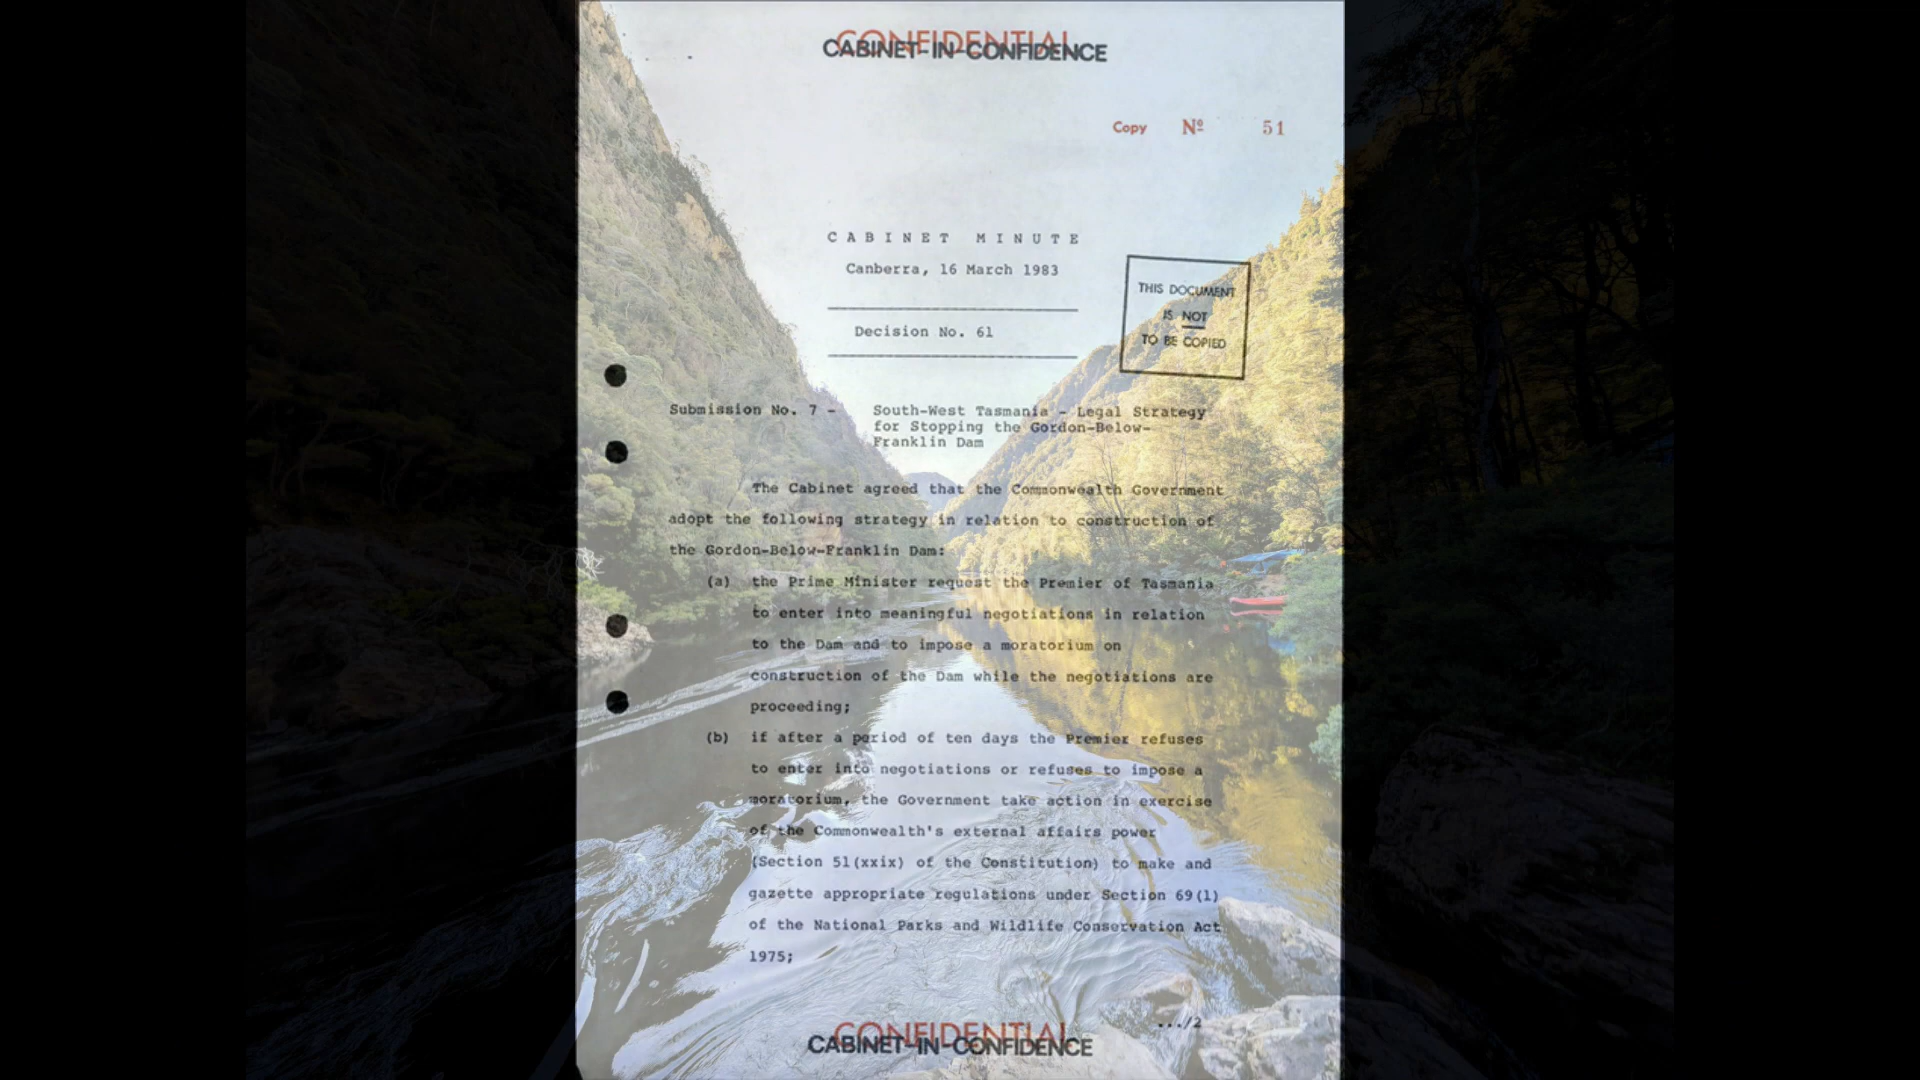 CONFIDENTIAL
CABINET-IN-CONFIDENCE
Copy Nº 51
CABINET MINUTE
Canberra, 16 March 1983
Decision No. 61
THIS DOCUMENT
IS NOT
TO BE COPIED
Submission No. 7 - South-West Tasmania - Legal Strategy
for Stopping the Gordon-Below-
Franklin Dam
The Cabinet agreed that the Commonwealth Government
adopt the following strategy in relation to construction of
the Gordon-Below-Franklin Dam:
(a) the Prime Minister request the Premier of Tasmania
to enter into meaningful negotiations in relation
to the Dam and to impose a moratorium on
construction of the Dam while the negotiations are
proceeding;
(b) if after a period of ten days the Premier refuses
to enter into negotiations or refuses to impose a
moratorium, the Government take action in exercise
of the Commonwealth's external affairs power
(Section 51(xxix) of the Constitution) to make and
gazette appropriate regulations under Section 69(1)
of the National Parks and Wildlife Conservation Act
1975;
.../2
CONFIDENTIAL
CABINET-IN-CONFIDENCE